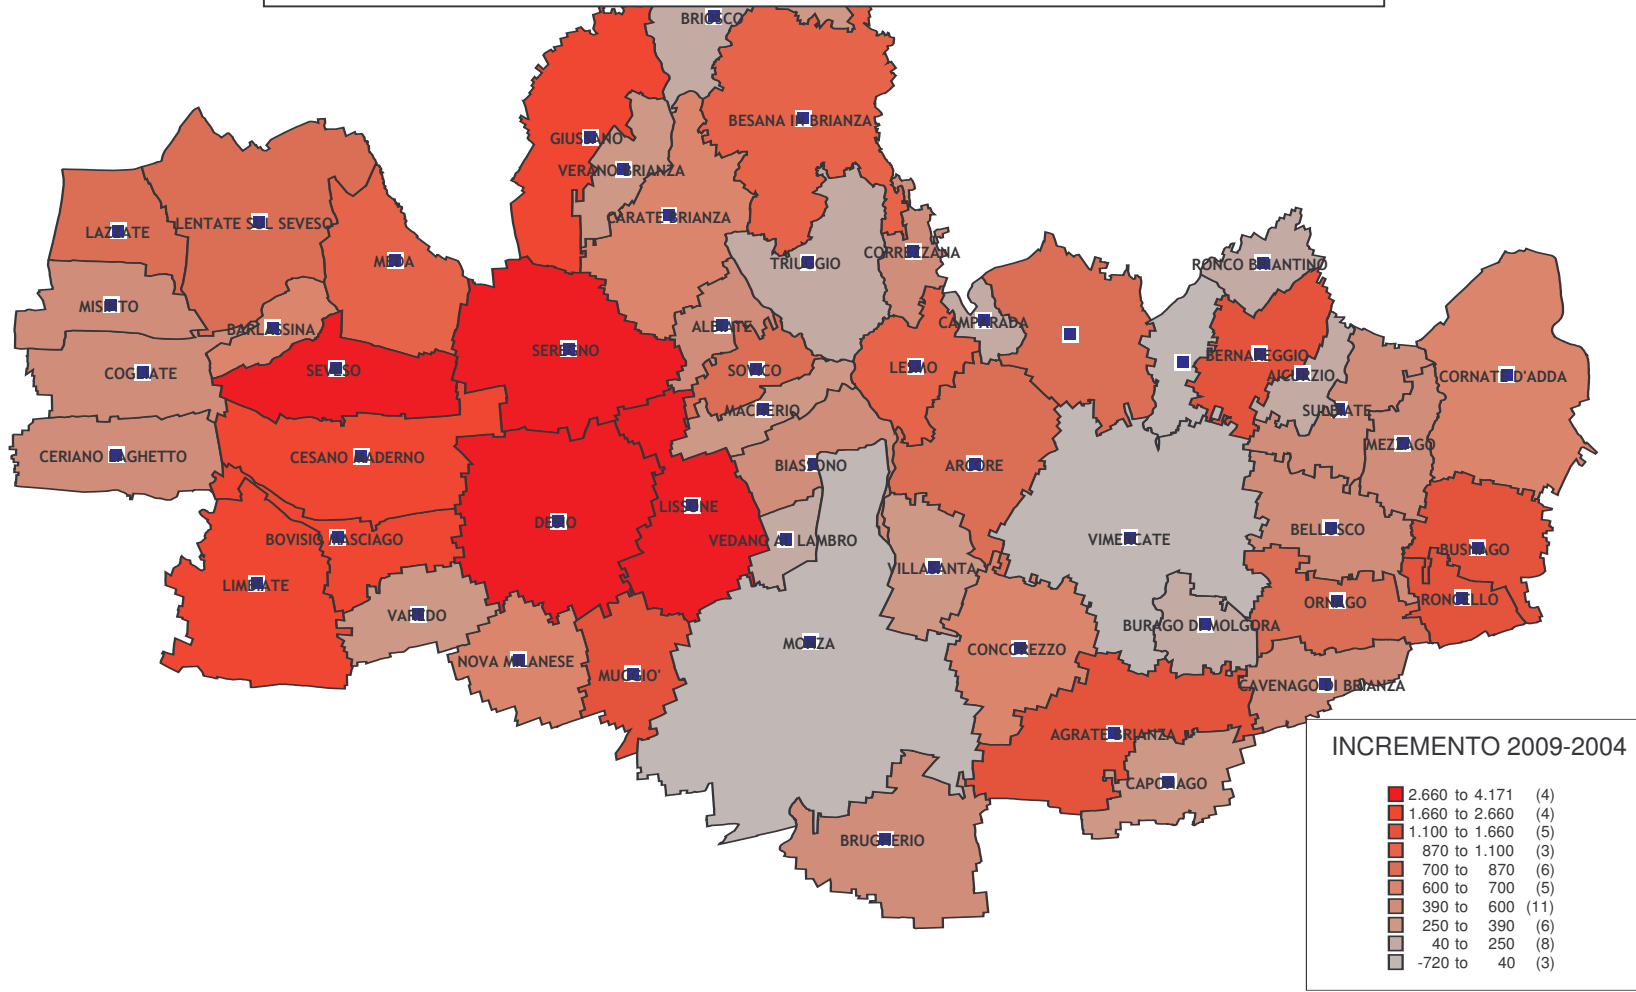 BRIOSCO
BESANA IN BRIANZA
GIUSSANO
VERANO BRIANZA
CARATE BRIANZA
LAZZATE
LENTATE SUL SEVESO
MEDA
TRIUGGIO
CORREZZANA
RONCO BRIANTINO
MISINTO
BARLASSINA
ALBIATE
CAMPARADA
SEREGNO
BERNAREGGIO
COGLIATE
SEVESO
SOVICO
LESMO
AICURZIO
CORNATE D'ADDA
MACHERIO
SULBIATE
MEZZAGO
CERIANO LAGHETTO
CESANO MADERNO
BIASSONO
ARCORE
LISSONE
DESIO
BELLUSCO
BOVISIO MASCIAGO
VEDANO AL LAMBRO
VIMERCATE
BUSNAGO
VILLASANTA
LIMBIATE
ORNAGO
RONCELLO
VAREDO
BURAGO DI MOLGORA
MONZA
CONCOREZZO
NOVA MILANESE
MUGGIO'
CAVENAGO DI BRIANZA
AGRATE BRIANZA
CAPONAGO
BRUGHERIO
INCREMENTO 2009-2004
2.660 to 4.171 (4)
1.660 to 2.660 (4)
1.100 to 1.660 (5)
870 to 1.100 (3)
700 to 870 (6)
600 to 700 (5)
390 to 600 (11)
250 to 390 (6)
40 to 250 (8)
-720 to 40 (3)